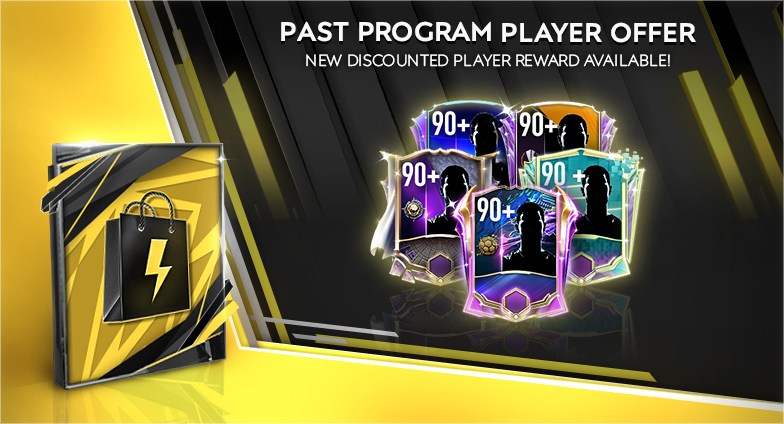 PAST PROGRAM PLAYER OFFER
NEW DISCOUNTED PLAYER REWARD AVAILABLE!
90+
90+
90+
90 +
90+